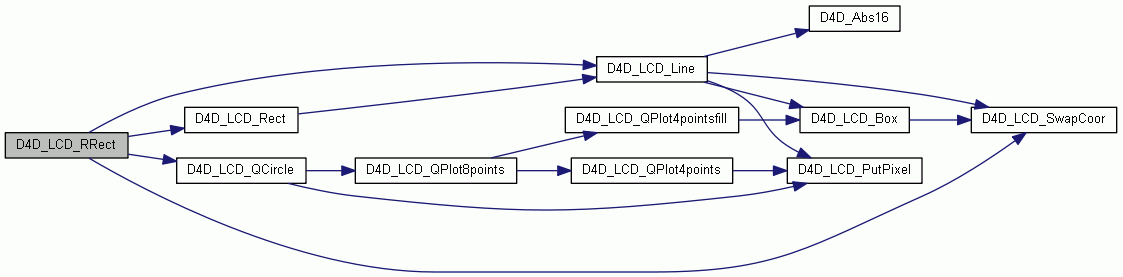 D4D_LCD_RRect
D4D_LCD_Rect
D4D_LCD_QCircle
D4D_LCD_QPlot8points
D4D_LCD_Line
D4D_LCD_QPlot4pointsfill
D4D_LCD_QPlot4points
D4D_Abs16
D4D_LCD_Box
D4D_LCD_PutPixel
D4D_LCD_SwapCoor